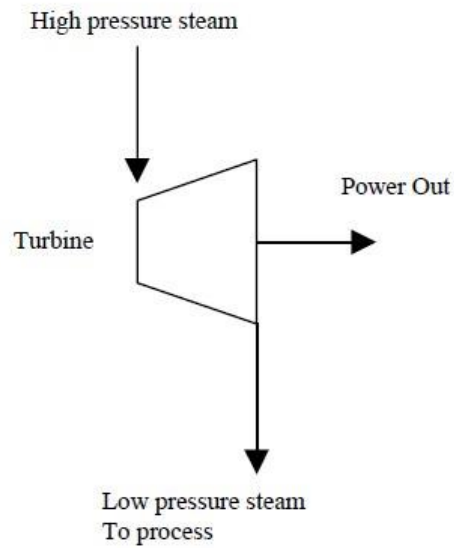 High pressure steam
Power Out
Turbine
Low pressure steam
To process